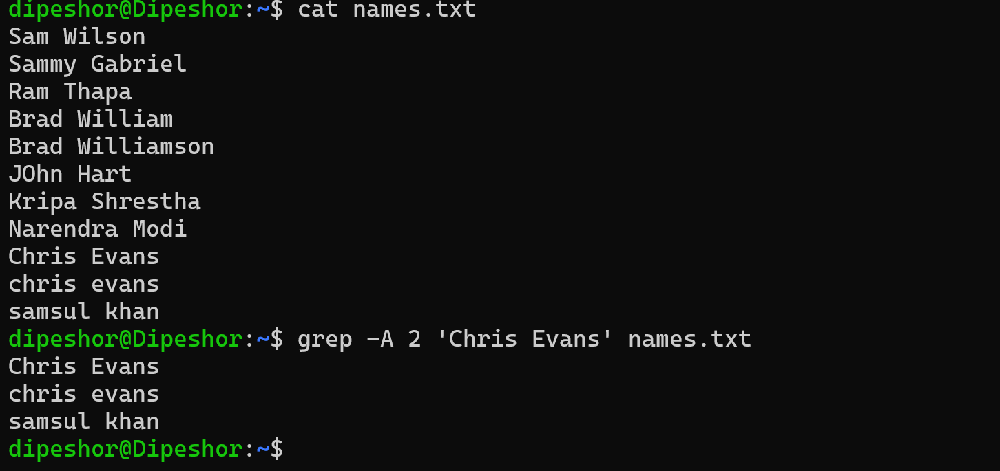 dipeshor@Dipeshor:~$ cat names.txt
Sam Wilson
Sammy Gabriel
Ram Thapa
Brad William
Brad Williamson
JOhn Hart
Kripa Shrestha
Narendra Modi
Chris Evans
chris evans
samsul khan
dipeshor@Dipeshor:~$ grep -A 2 'Chris Evans' names.txt
Chris Evans
chris evans
samsul khan
dipeshor@Dipeshor:~$